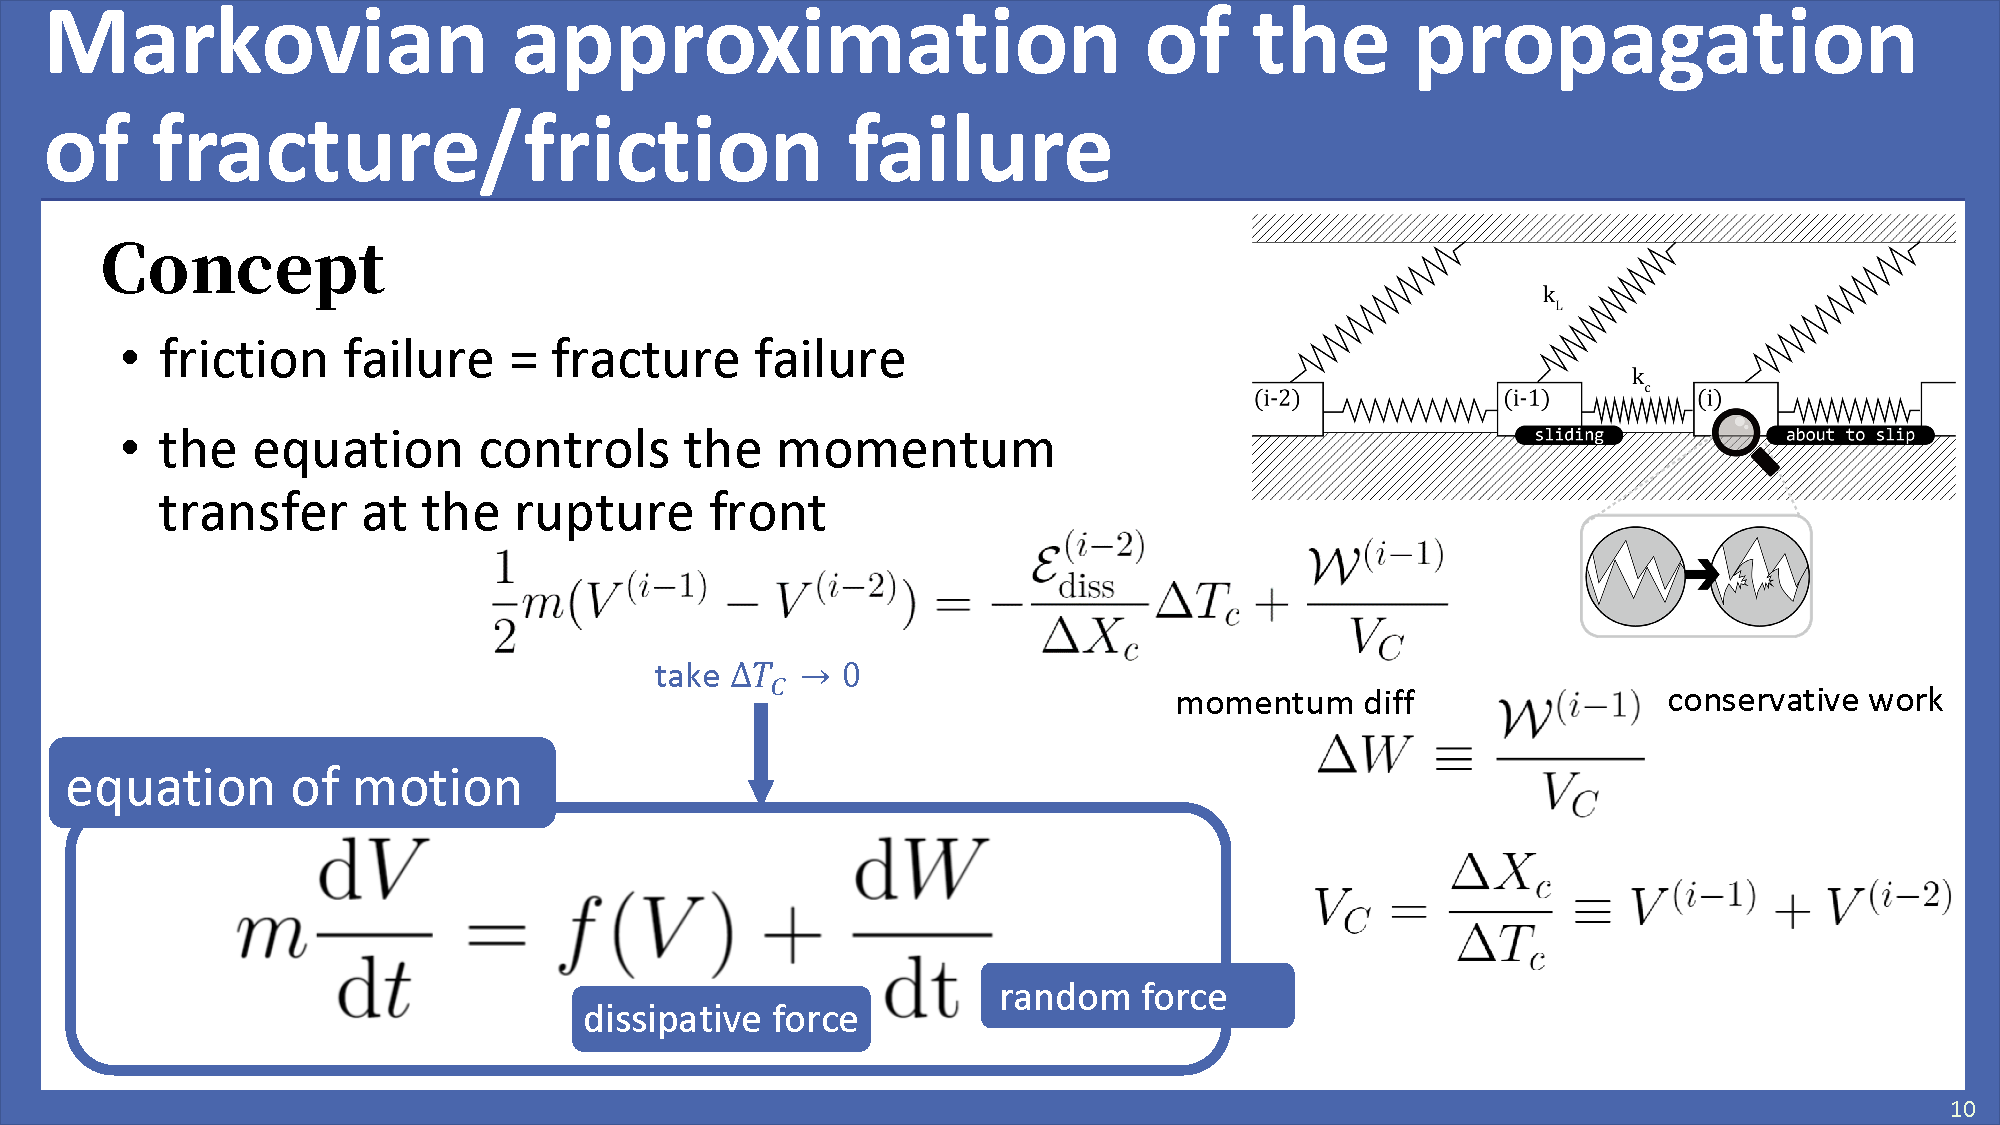 Markovian approximation of the propagation
of fracture/friction failure
Concept
• friction failure = fracture failure
• the equation controls the momentum
transfer at the rupture front
k_L
k_c
(i-2)
(i-1)
(i)
sliding
about to slip
\frac{1}{2}m(V^{(i-1)} - V^{(i-2)}) = -\frac{\mathcal{E}_{\mathrm{diss}}^{(i-2)}}{\Delta X_c}\Delta T_c + \frac{\mathcal{W}^{(i-1)}}{V_C}
take ΔT_C → 0
momentum diff
conservative work
\Delta W \equiv \frac{\mathcal{W}^{(i-1)}}{V_C}
V_C = \frac{\Delta X_c}{\Delta T_c} \equiv V^{(i-1)} + V^{(i-2)}
equation of motion
m\frac{\mathrm{d}V}{\mathrm{d}t} = f(V) + \frac{\mathrm{d}W}{\mathrm{dt}}
dissipative force
random force
10